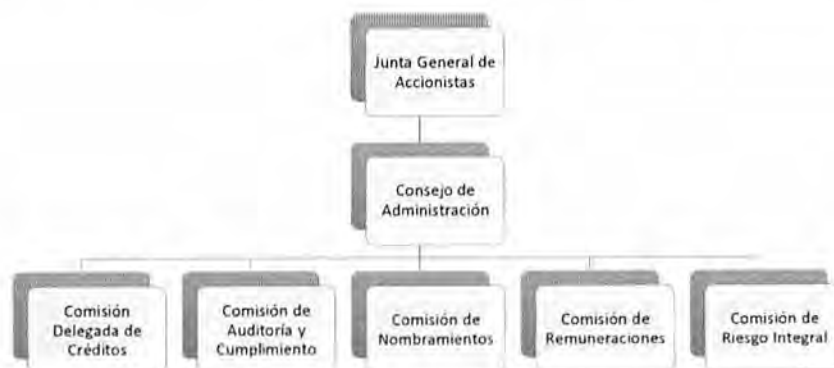 Junta General de
Accionistas
Consejo de
Administración
Comisión
Delegada de
Créditos
Comisión de
Auditoría y
Cumplimiento
Comisión de
Nombramientos
Comisión de
Remuneraciones
Comisión de
Riesgo Integral